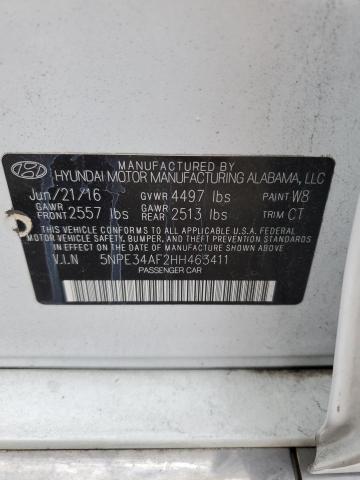 MANUFACTURED BY
HYUNDAI MOTOR MANUFACTURING ALABAMA, LLC
Jun/21/16 GVWR 4497 lbs PAINT W8
GAWR FRONT 2557 lbs GAWR REAR 2513 lbs TRIM CT
THIS VEHICLE CONFORMS TO ALL APPLICABLE U.S.A FEDERAL
MOTOR VEHICLE SAFETY, BUMPER, AND THEFT PREVENTION STANDARDS
IN EFFECT ON THE DATE OF MANUFACTURE SHOWN ABOVE.
V.I.N 5NPE34AF2HH463411
PASSENGER CAR